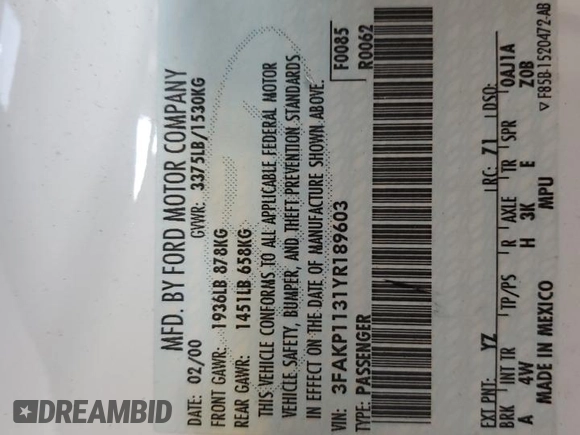 MFD. BY FORD MOTOR COMPANY
DATE: 02/00 GVWR: 3375LB/1530KG
FRONT GAWR: 1936LB 878KG
REAR GAWR: 1451LB 658KG
THIS VEHICLE CONFORMS TO ALL APPLICABLE FEDERAL MOTOR
VEHICLE SAFETY, BUMPER, AND THEFT PREVENTION STANDARDS
IN EFFECT ON THE DATE OF MANUFACTURE SHOWN ABOVE.
VIN: 3FAKP1131YR189603
TYPE: PASSENGER
F0085
R0062
EXT PNT: YZ RC: 71 DSO:
BRK INT TR TP/PS R AXLE TR SPR
A 4W H 3K E 0AJ1A
MADE IN MEXICO MPU Z0B
▽F85B-1520472-AB
DREAMBID